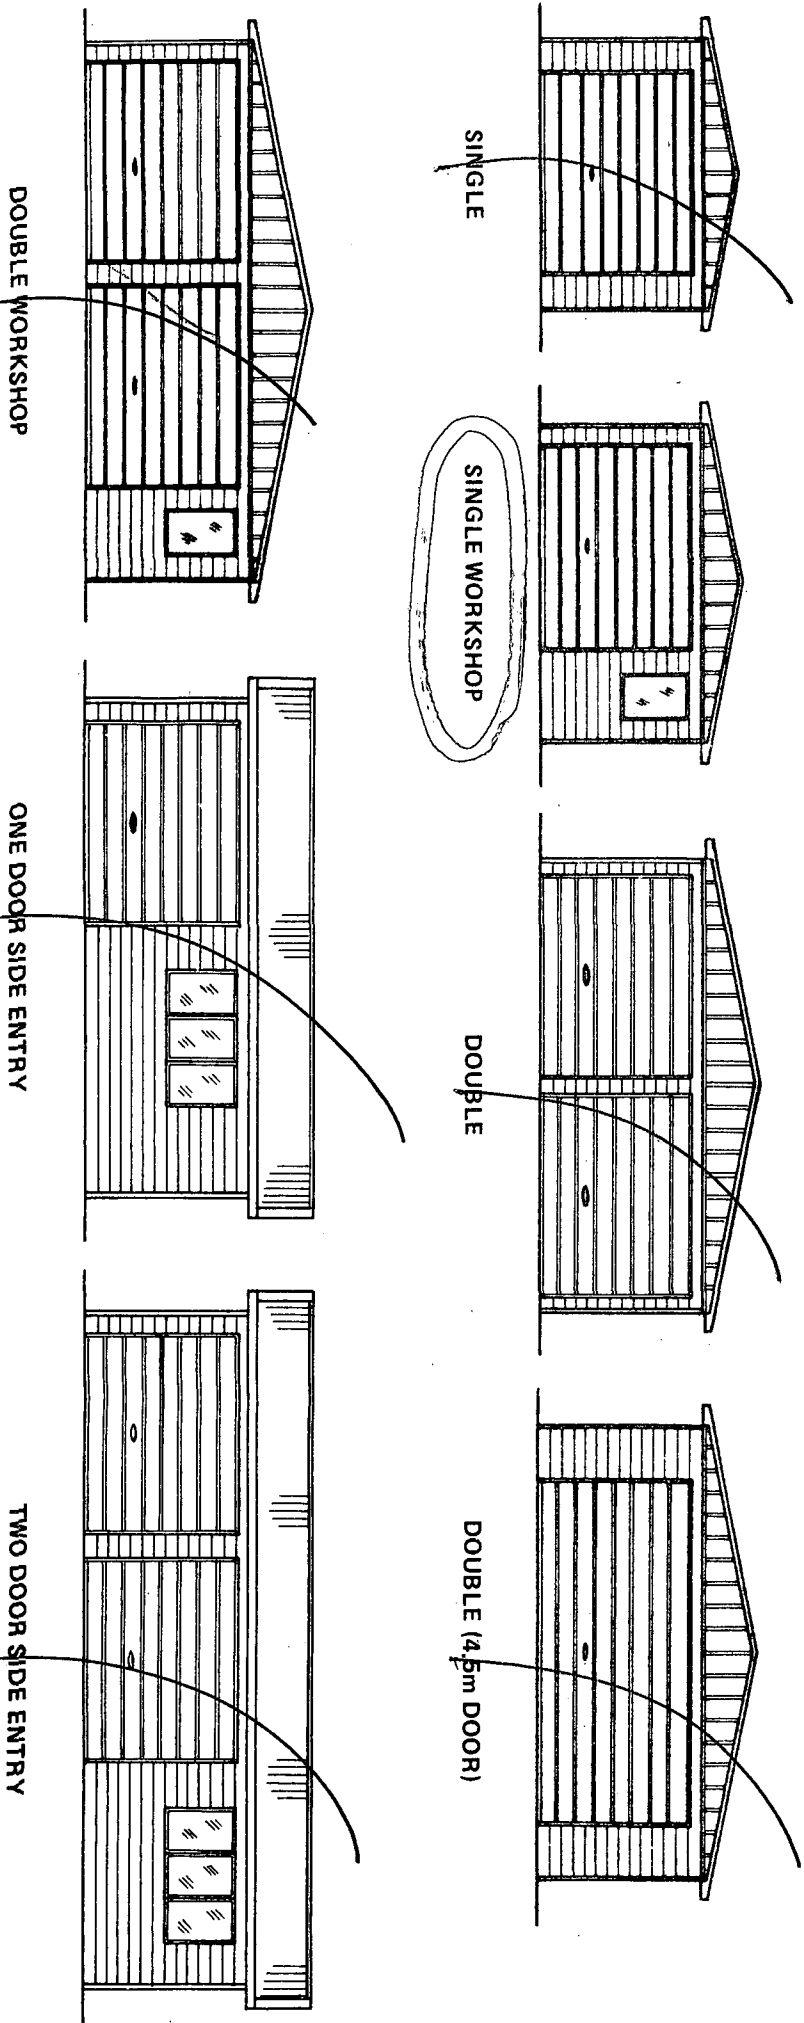 SINGLE
SINGLE WORKSHOP
DOUBLE
DOUBLE (4.5m DOOR)
DOUBLE WORKSHOP
ONE DOOR SIDE ENTRY
TWO DOOR SIDE ENTRY